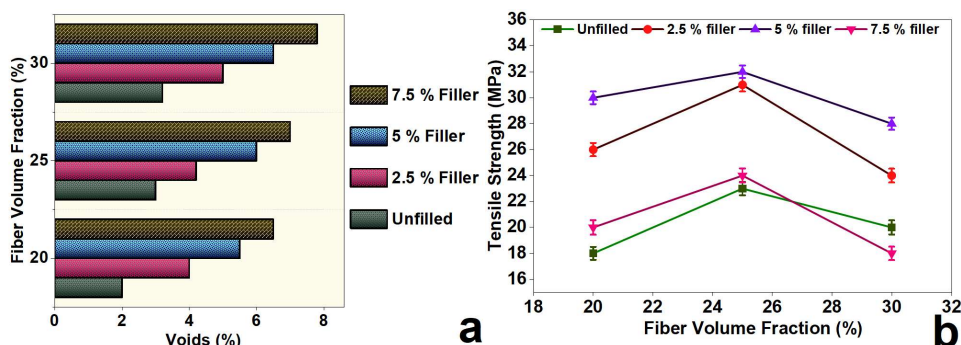 Fiber Volume Fraction (%)
30
25
20
0
2
4
6
8
Voids (%)
7.5 % Filler
5 % Filler
2.5 % Filler
Unfilled
a
Tensile Strength (MPa)
36
34
32
30
28
26
24
22
20
18
16
Unfilled
2.5 % filler
5 % filler
7.5 % filler
18
20
22
24
26
28
30
32
Fiber Volume Fraction (%)
b